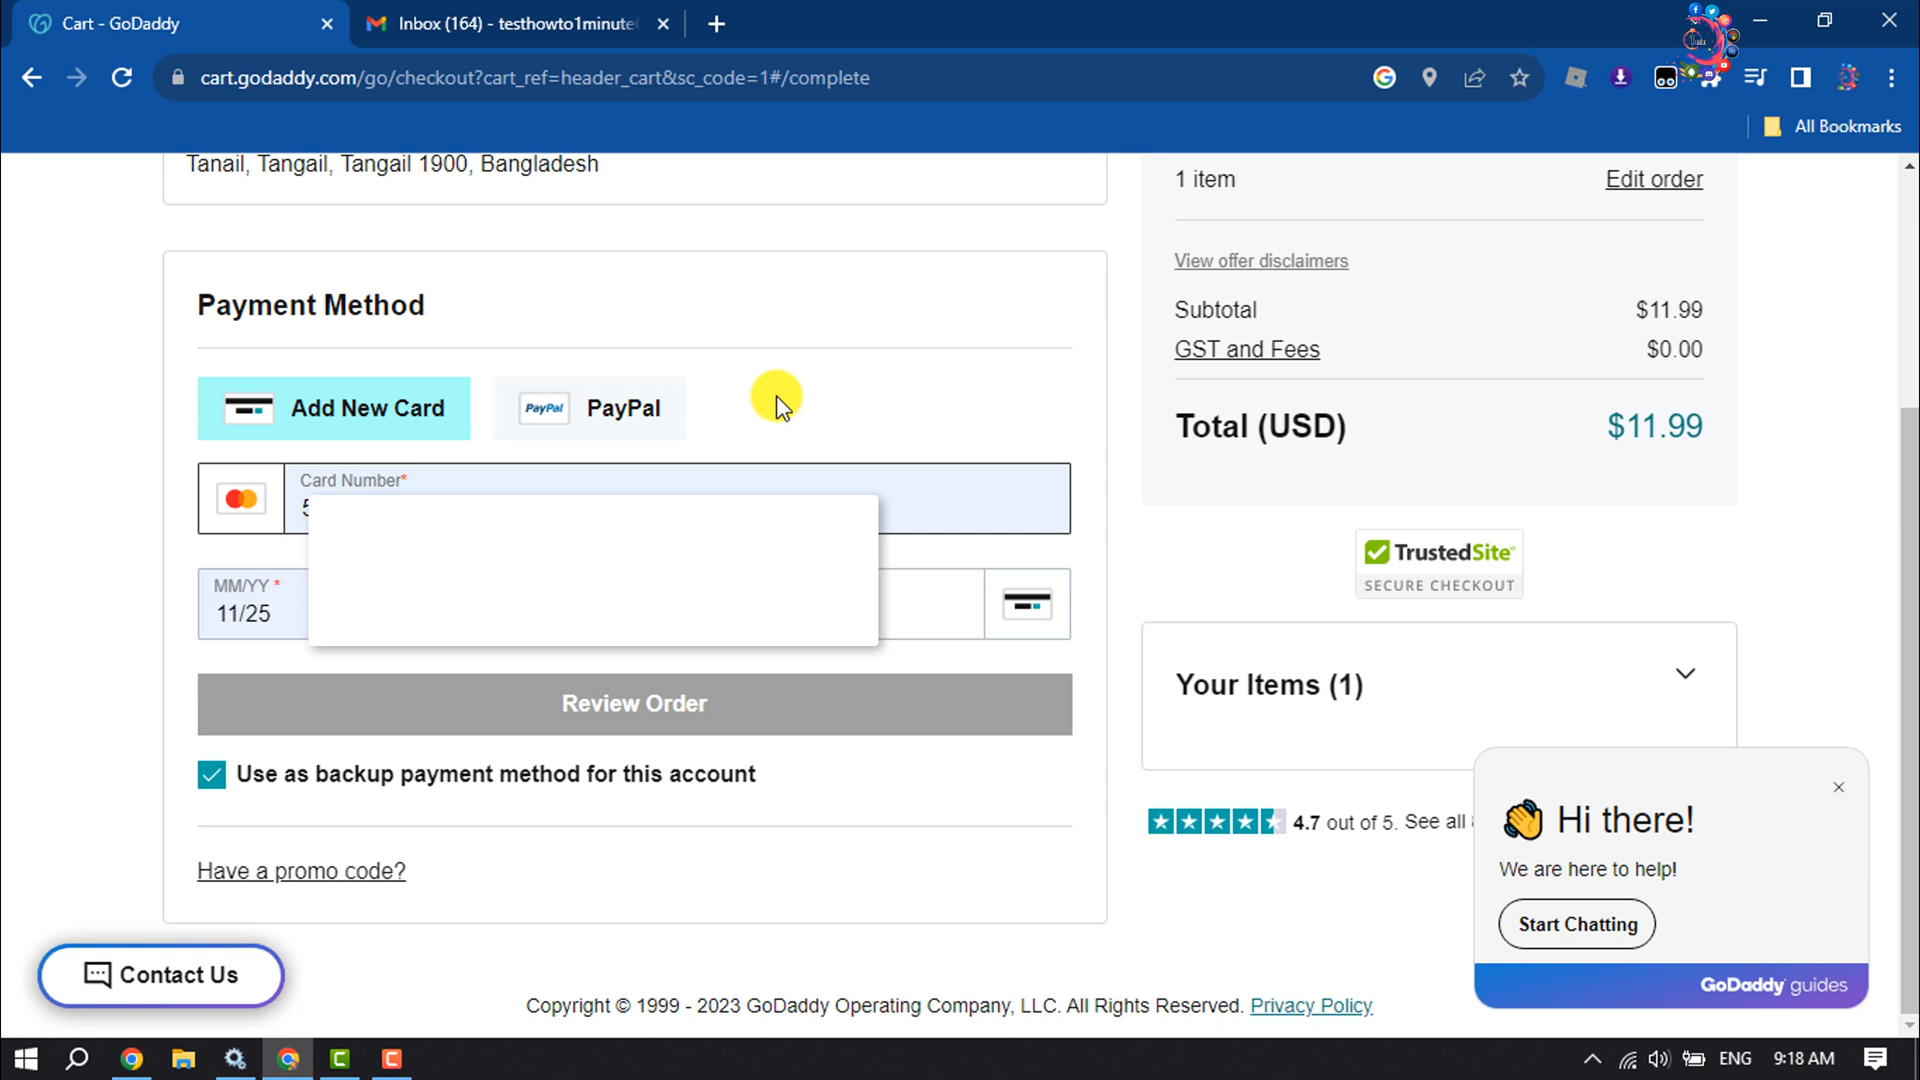 Cart - GoDaddy
Inbox (164) - testhowto1minute
cart.godaddy.com/go/checkout?cart_ref=header_cart&sc_code=1#/complete
All Bookmarks
Tanail, Tangail, Tangail 1900, Bangladesh
Payment Method
Add New Card
PayPal PayPal
Card Number*
5
MM/YY *
11/25
Review Order
Use as backup payment method for this account
Have a promo code?
Contact Us
1 item
Edit order
View offer disclaimers
Subtotal $11.99
GST and Fees $0.00
Total (USD) $11.99
TrustedSite
SECURE CHECKOUT
Your Items (1)
4.7 out of 5. See all
Hi there!
We are here to help!
Start Chatting
GoDaddy guides
Copyright © 1999 - 2023 GoDaddy Operating Company, LLC. All Rights Reserved. Privacy Policy
ENG 9:18 AM